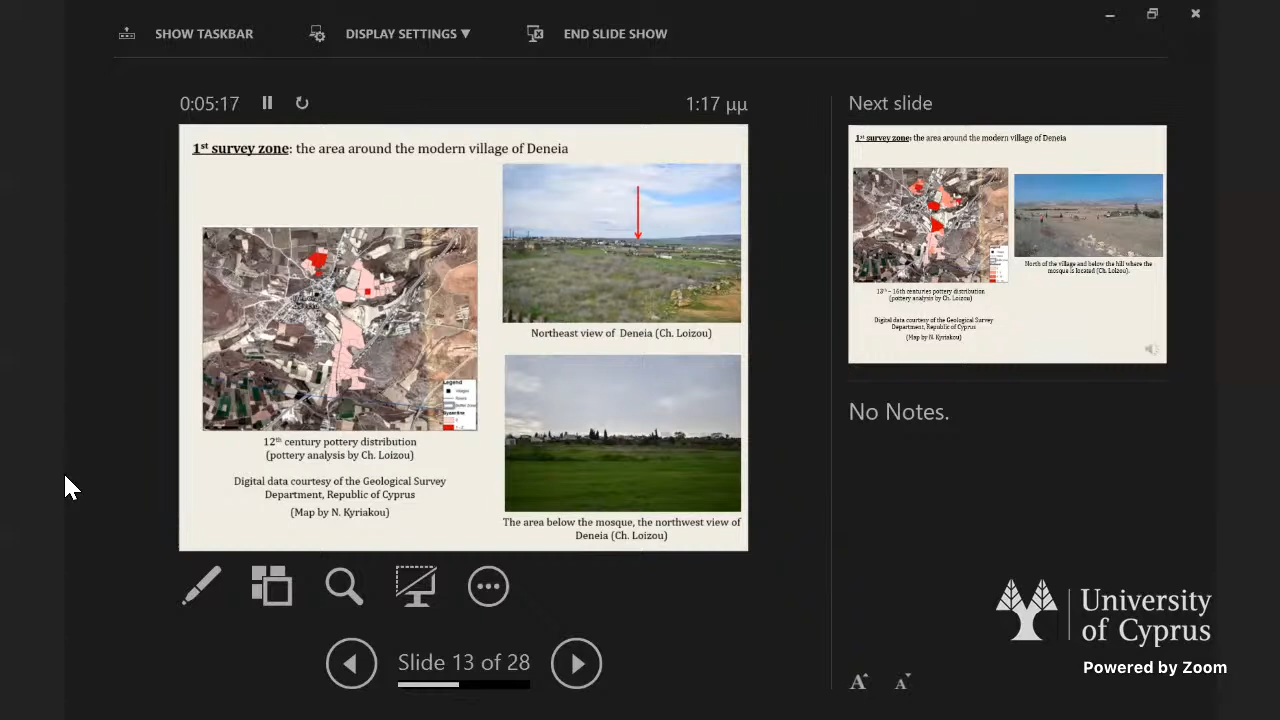 SHOW TASKBAR
DISPLAY SETTINGS ▼
END SLIDE SHOW
0:05:17
1:17 μμ
Next slide
1st survey zone: the area around the modern village of Deneia
Northeast view of Deneia (Ch. Loizou)
Legend
Byzantine
12th century pottery distribution
(pottery analysis by Ch. Loizou)
Digital data courtesy of the Geological Survey
Department, Republic of Cyprus
(Map by N. Kyriakou)
The area below the mosque, the northwest view of
Deneia (Ch. Loizou)
1st survey zone: the area around the modern village of Deneia
North of the village and below the hill where the
mosque is located (Ch. Loizou).
13th – 16th centuries pottery distribution
(pottery analysis by Ch. Loizou)
Digital data courtesy of the Geological Survey
Department, Republic of Cyprus
(Map by N. Kyriakou)
No Notes.
Slide 13 of 28
A A
University
of Cyprus
Powered by Zoom